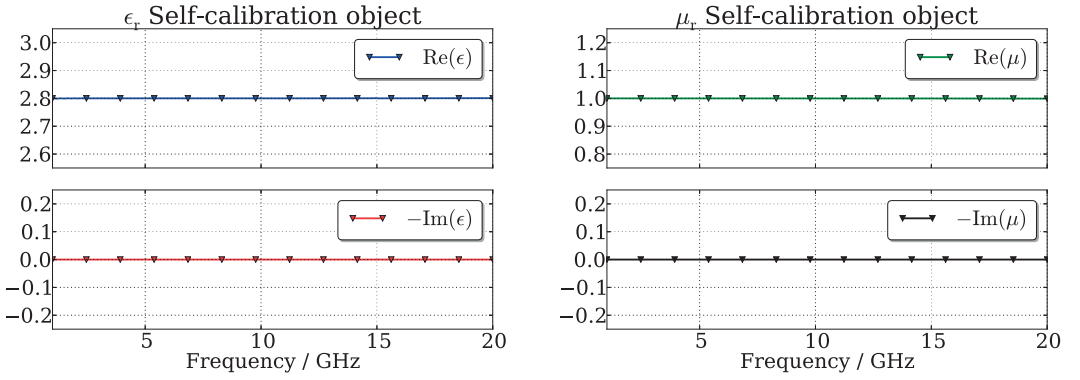 ϵr Self-calibration object
3.0
2.9
2.8
2.7
2.6
Re(ϵ)
0.2
0.1
0.0
−0.1
−0.2
−Im(ϵ)
5 10 15 20
Frequency / GHz
μr Self-calibration object
1.2
1.1
1.0
0.9
0.8
Re(μ)
0.2
0.1
0.0
−0.1
−0.2
−Im(μ)
5 10 15 20
Frequency / GHz